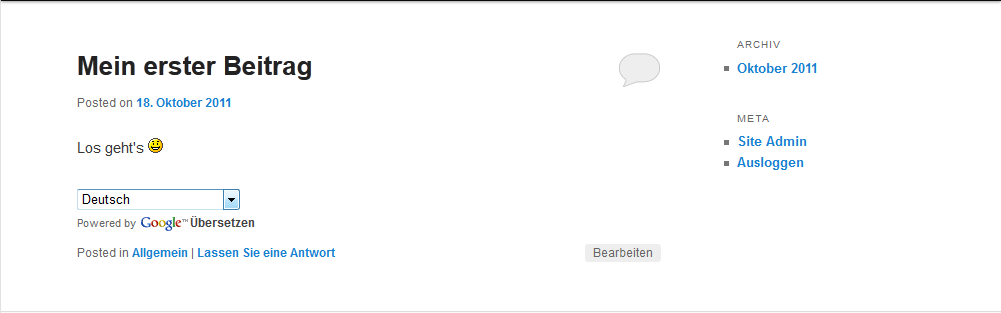 Mein erster Beitrag
Posted on 18. Oktober 2011
Los geht's
Deutsch
Powered by Google™ Übersetzen
Posted in Allgemein | Lassen Sie eine Antwort
Bearbeiten
ARCHIV
Oktober 2011
META
Site Admin
Ausloggen